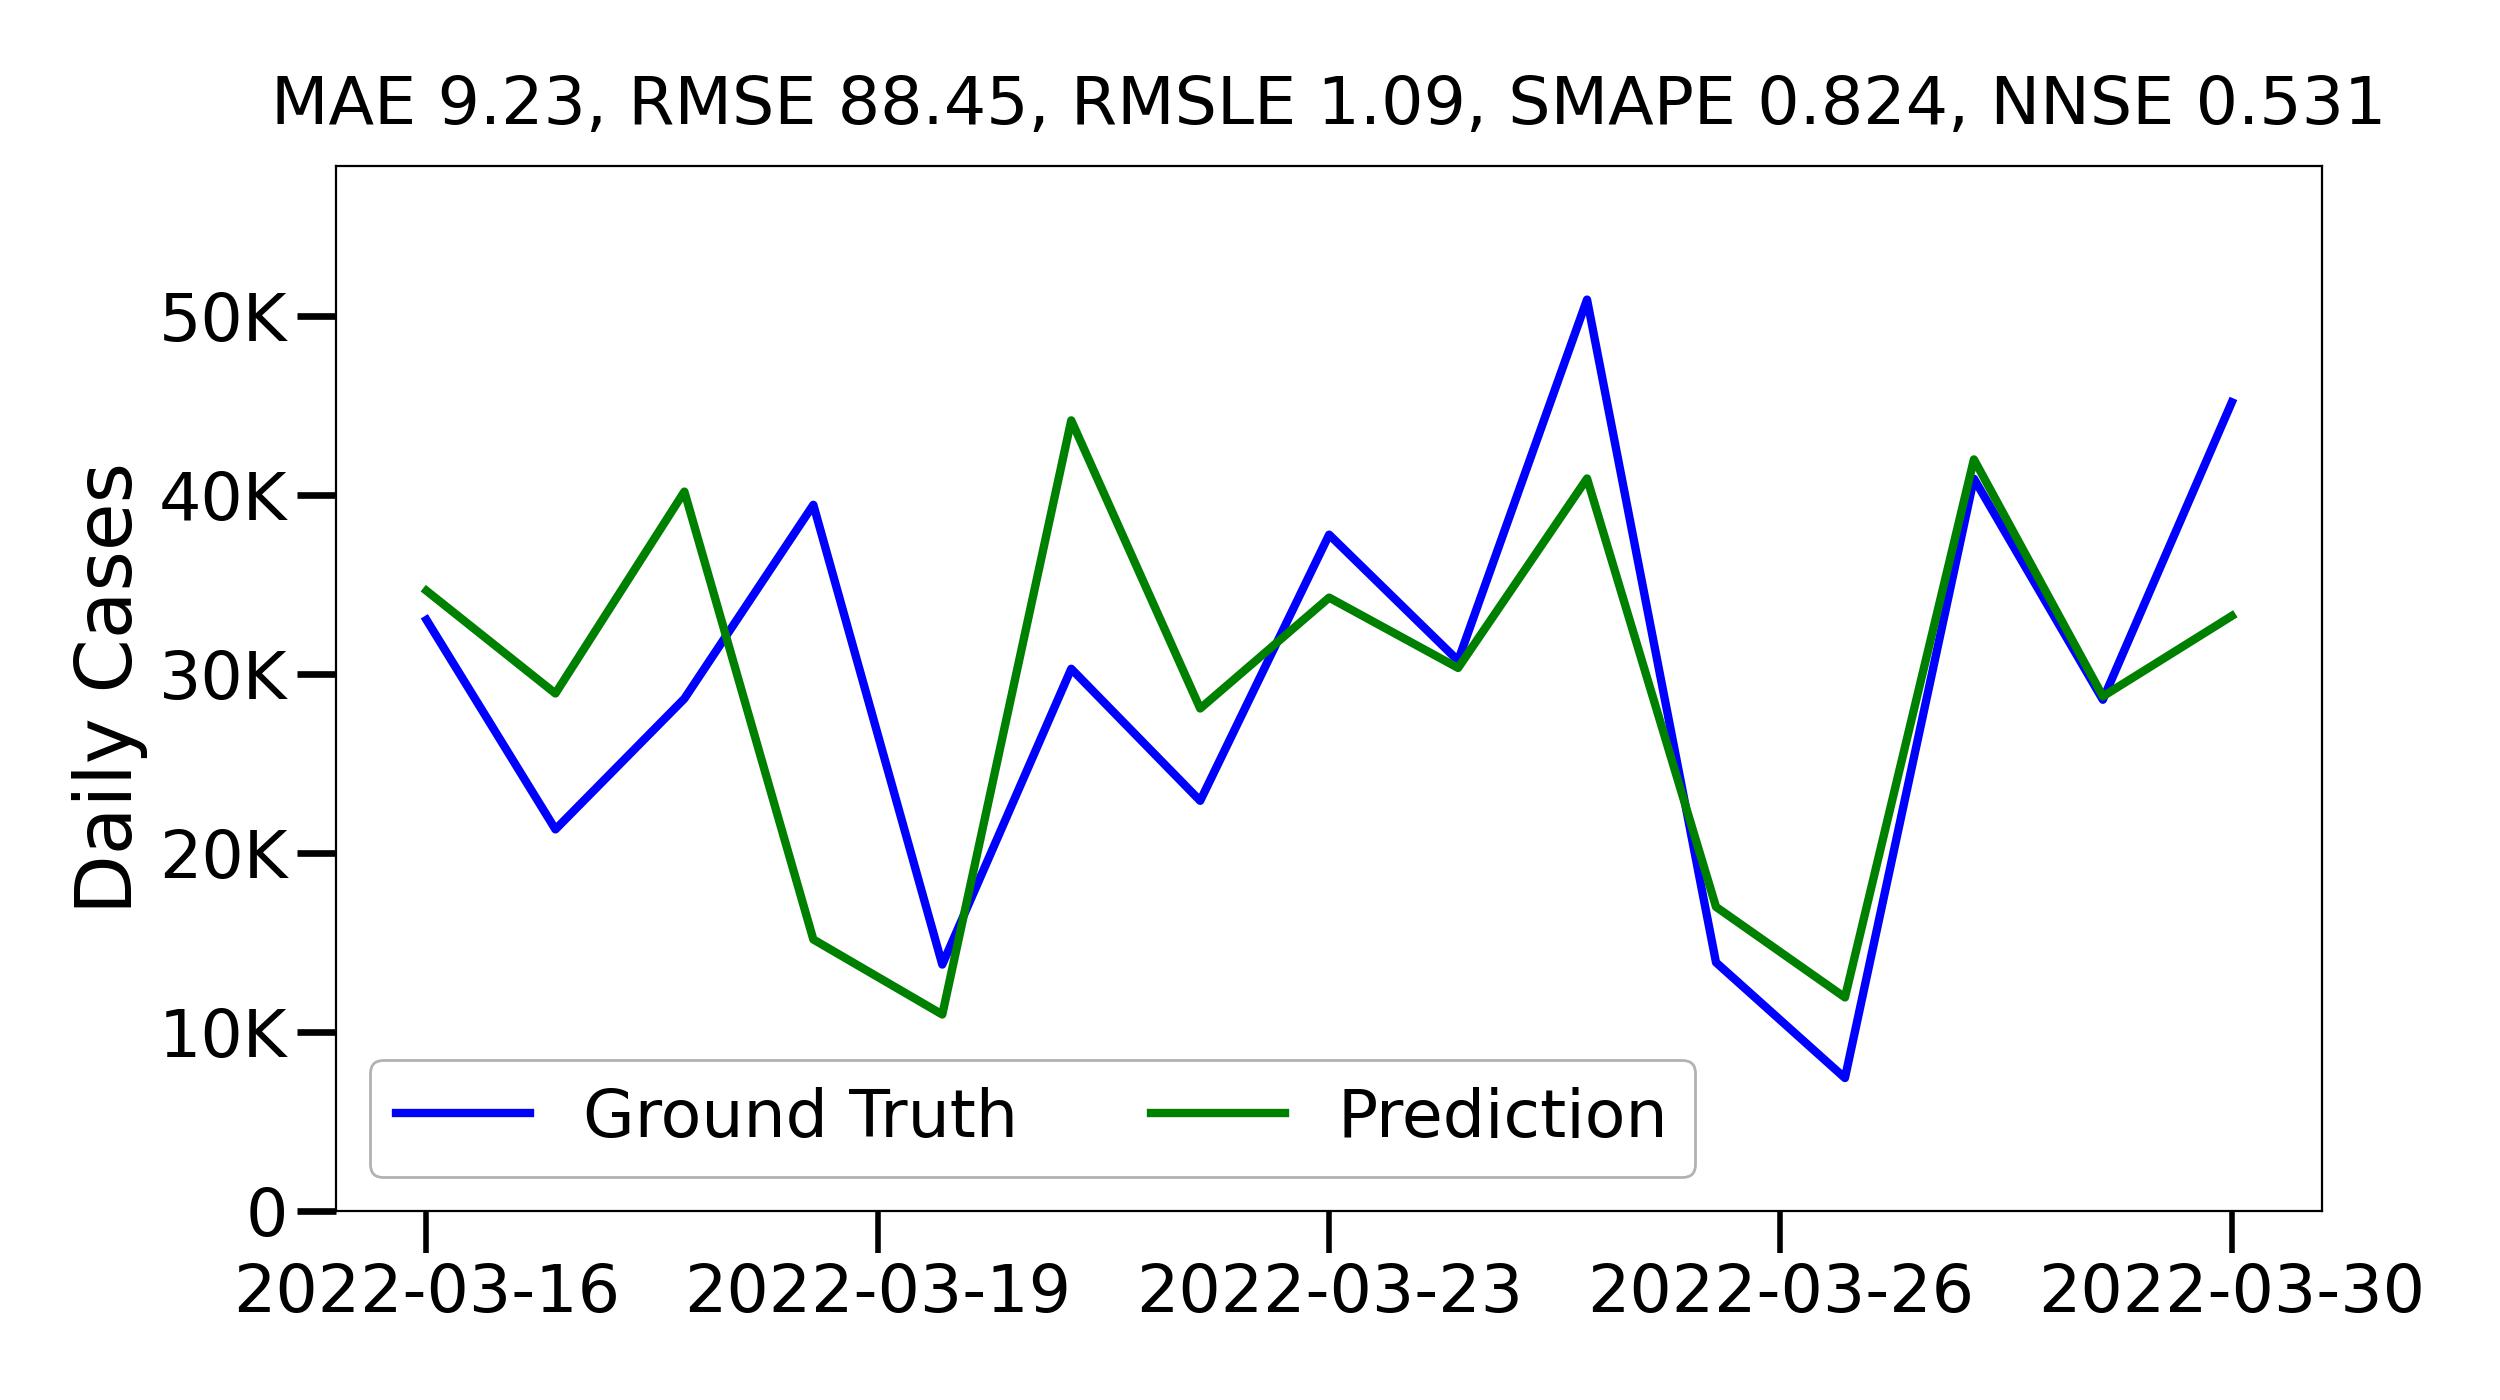 MAE 9.23, RMSE 88.45, RMSLE 1.09, SMAPE 0.824, NNSE 0.531
Daily Cases
50K
40K
30K
20K
10K
0
Ground Truth
Prediction
2022-03-16
2022-03-19
2022-03-23
2022-03-26
2022-03-30